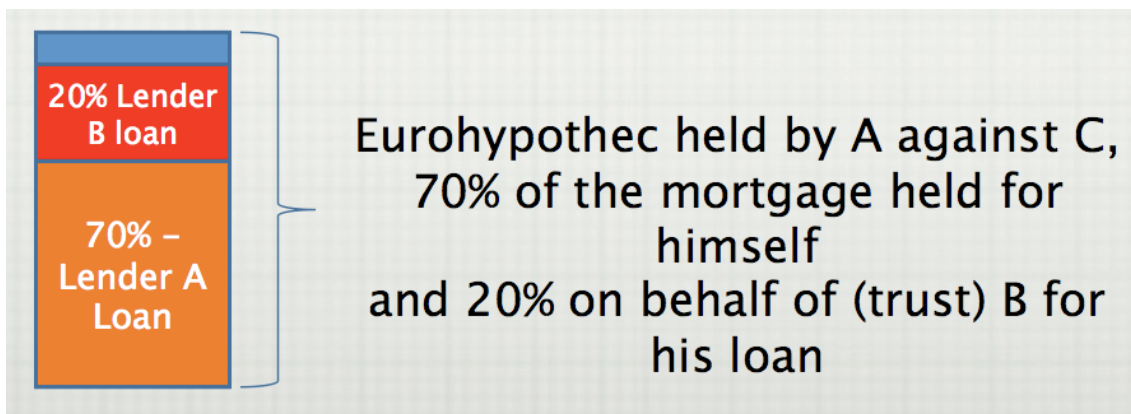 20% Lender
B loan
70% –
Lender A
Loan
Eurohypothec held by A against C,
70% of the mortgage held for
himself
and 20% on behalf of (trust) B for
his loan